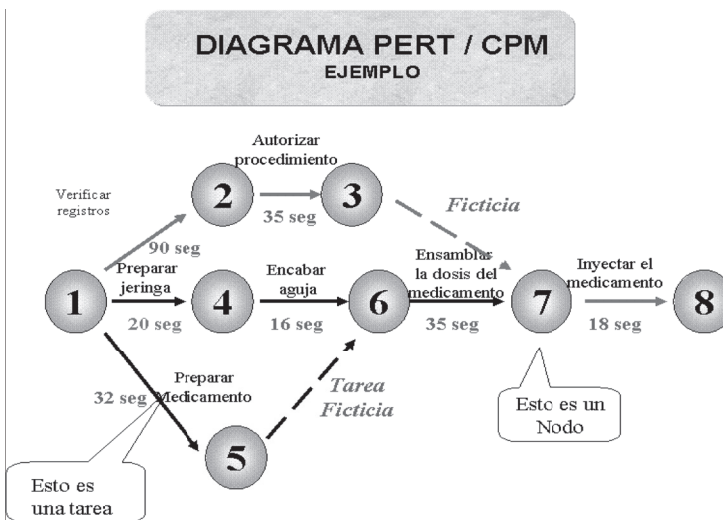 DIAGRAMA PERT / CPM
EJEMPLO
Autorizar
procedimiento
Verificar
registros
2
3
35 seg
Ficticia
90 seg
Preparar
jeringa
Encabar
aguja
Ensamblar
la dosis del
medicamento
Inyectar el
medicamento
1
4
6
7
8
20 seg
16 seg
35 seg
18 seg
Preparar
Medicamento
32 seg
Tarea
Ficticia
5
Esto es un
Nodo
Esto es
una tarea